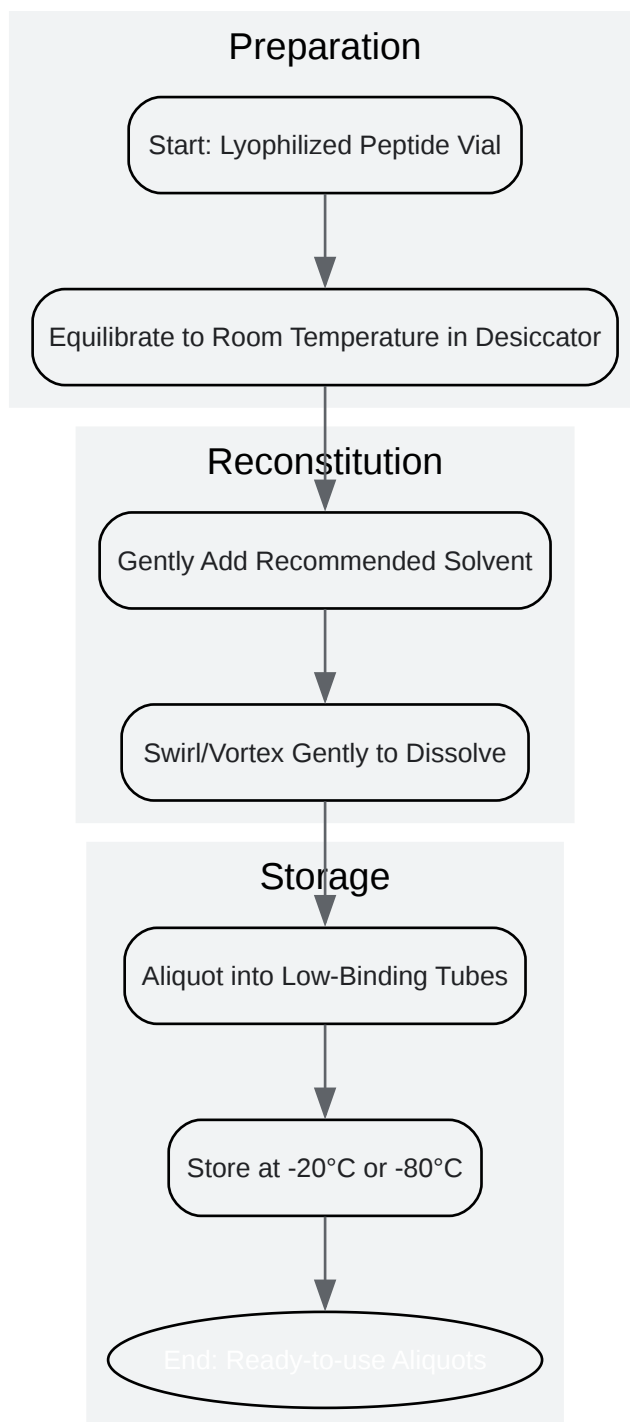 Preparation
Start: Lyophilized Peptide Vial
Equilibrate to Room Temperature in Desiccator
Reconstitution
Gently Add Recommended Solvent
Swirl/Vortex Gently to Dissolve
Storage
Aliquot into Low-Binding Tubes
Store at -20°C or -80°C
End: Ready-to-use Aliquots